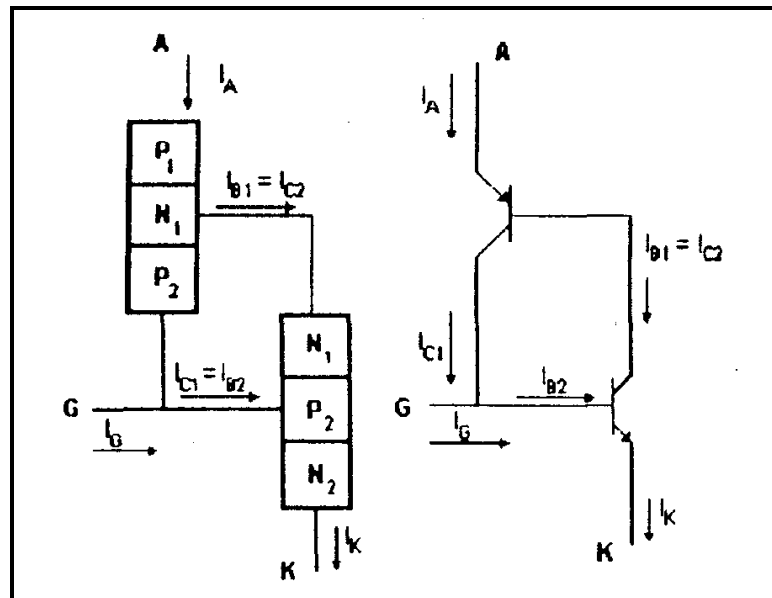 A
I_A
P_1
N_1
P_2
I_B1 = I_C2
N_1
P_2
N_2
I_C1 = I_B2
G
I_G
K
I_K
A
I_A
I_B1 = I_C2
I_C1
I_B2
G
I_G
I_K
K